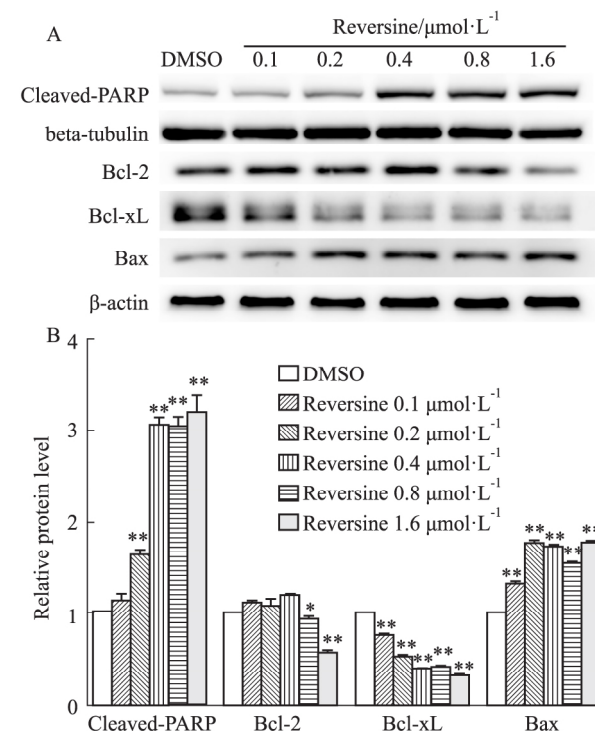 A
Reversine/μmol·L-1
DMSO 0.1 0.2 0.4 0.8 1.6
Cleaved-PARP
beta-tubulin
Bcl-2
Bcl-xL
Bax
β-actin
B
4
3
2
1
0
Relative protein level
DMSO
Reversine 0.1 μmol·L-1
Reversine 0.2 μmol·L-1
Reversine 0.4 μmol·L-1
Reversine 0.8 μmol·L-1
Reversine 1.6 μmol·L-1
** ** ** **
* **
** ** ** ** **
** ** ** ** **
Cleaved-PARP Bcl-2 Bcl-xL Bax